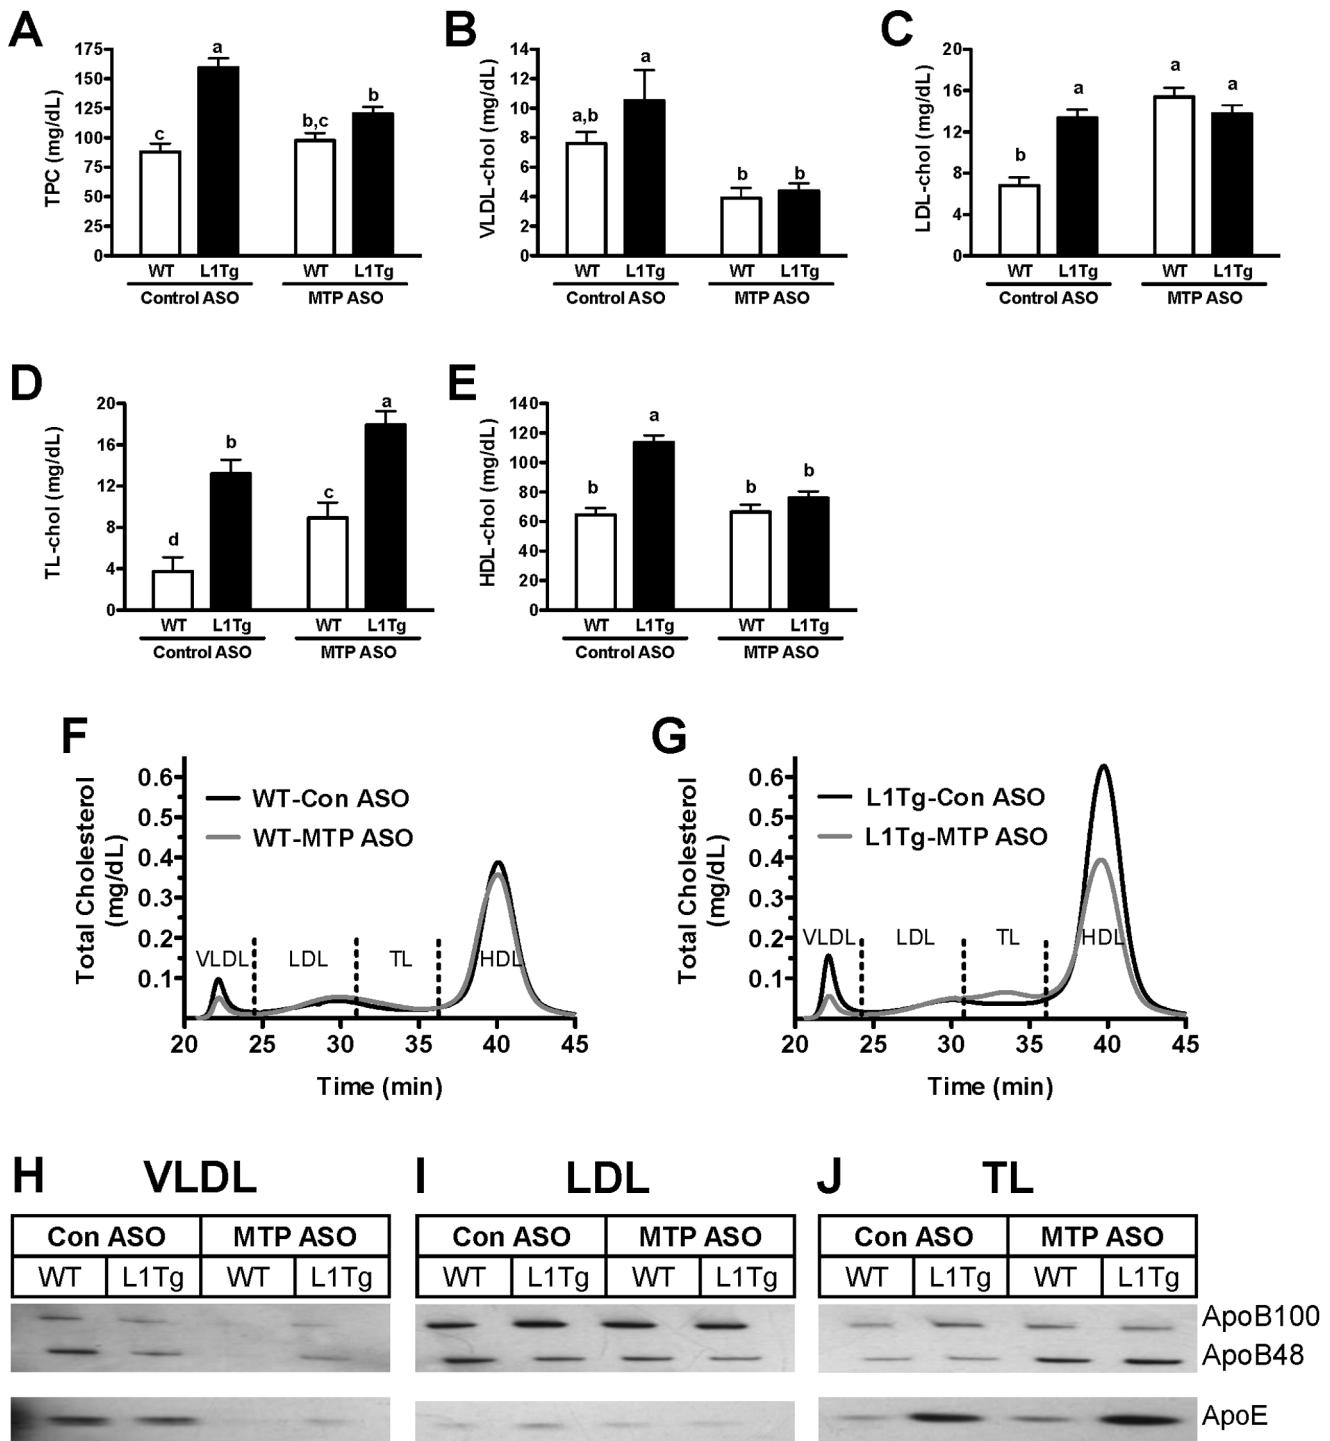 A
B
C
TPC (mg/dL)
175
150
125
100
75
50
25
0
c
a
b,c
b
WT
L1Tg
WT
L1Tg
Control ASO
MTP ASO
VLDL-chol (mg/dL)
14
12
10
8
6
4
2
0
a,b
a
b
b
WT
L1Tg
WT
L1Tg
Control ASO
MTP ASO
LDL-chol (mg/dL)
20
16
12
8
4
0
b
a
a
a
WT
L1Tg
WT
L1Tg
Control ASO
MTP ASO
D
E
TL-chol (mg/dL)
20
16
12
8
4
0
d
b
c
a
WT
L1Tg
WT
L1Tg
Control ASO
MTP ASO
HDL-chol (mg/dL)
140
120
100
80
60
40
20
0
b
a
b
b
WT
L1Tg
WT
L1Tg
Control ASO
MTP ASO
F
Total Cholesterol
(mg/dL)
0.6
0.5
0.4
0.3
0.2
0.1
WT-Con ASO
WT-MTP ASO
VLDL
LDL
TL
HDL
20
25
30
35
40
45
Time (min)
G
Total Cholesterol
(mg/dL)
0.6
0.5
0.4
0.3
0.2
0.1
L1Tg-Con ASO
L1Tg-MTP ASO
VLDL
LDL
TL
HDL
20
25
30
35
40
45
Time (min)
H VLDL
Con ASO MTP ASO
WT L1Tg WT L1Tg
I LDL
Con ASO MTP ASO
WT L1Tg WT L1Tg
J TL
Con ASO MTP ASO
WT L1Tg WT L1Tg
ApoB100
ApoB48
ApoE